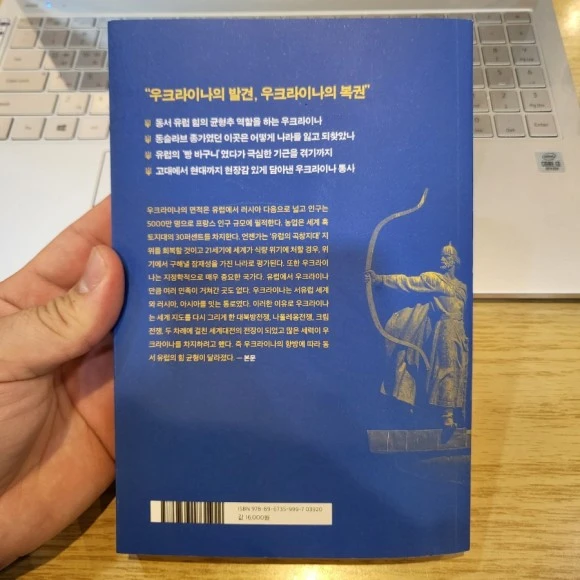 "우크라이나의 발견, 우크라이나의 복권"
동서 유럽 힘의 균형추 역할을 하는 우크라이나
동슬라브 종가였던 이곳은 어떻게 나라를 잃고 되찾았나
유럽의 '빵 바구니'였다가 극심한 기근을 겪기까지
고대에서 현대까지 현장감 있게 담아낸 우크라이나 통사
우크라이나의 면적은 유럽에서 러시아 다음으로 넓고 인구는
5000만 명으로 프랑스 인구 규모에 필적한다. 농업은 세계 흑
토지대의 30퍼센트를 차지한다. 언젠가는 '유럽의 곡창지대' 지
위를 회복할 것이고 21세기에 세계가 식량 위기에 처할 경우, 위
기에서 구해낼 잠재성을 가진 나라로 평가된다. 또한 우크라이
나는 지정학적으로 매우 중요한 국가다. 유럽에서 우크라이나
만큼 여러 민족이 거쳐간 곳도 없다. 우크라이나는 서유럽 세계
와 러시아, 아시아를 잇는 통로였다. 이러한 이유로 우크라이나
는 세계 지도를 다시 그리게 한 대북방전쟁, 나폴레옹전쟁, 크림
전쟁, 두 차례에 걸친 세계대전의 전장이 되었고 많은 세력이 우
크라이나를 차지하려고 했다. 즉 우크라이나의 향방에 따라 동
서 유럽의 힘 균형이 달라졌다. — 본문
ISBN 978-89-6735-992-7 03920
값 16,000원